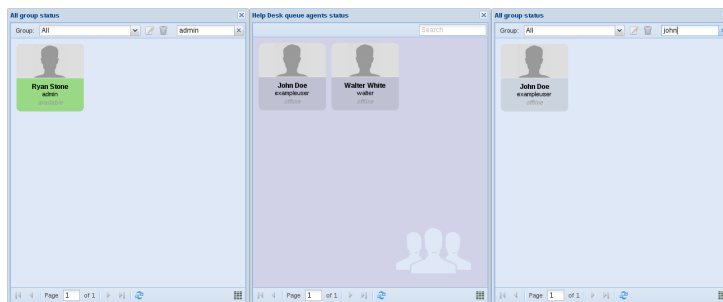 All group status
Group: All admin
Ryan Stone
admin
available
Page 1 of 1
Help Desk queue agents status
Search
John Doe
exampleuser
offline
Walter White
walter
offline
Page 1 of 1
All group status
Group: All john
John Doe
exampleuser
offline
Page 1 of 1